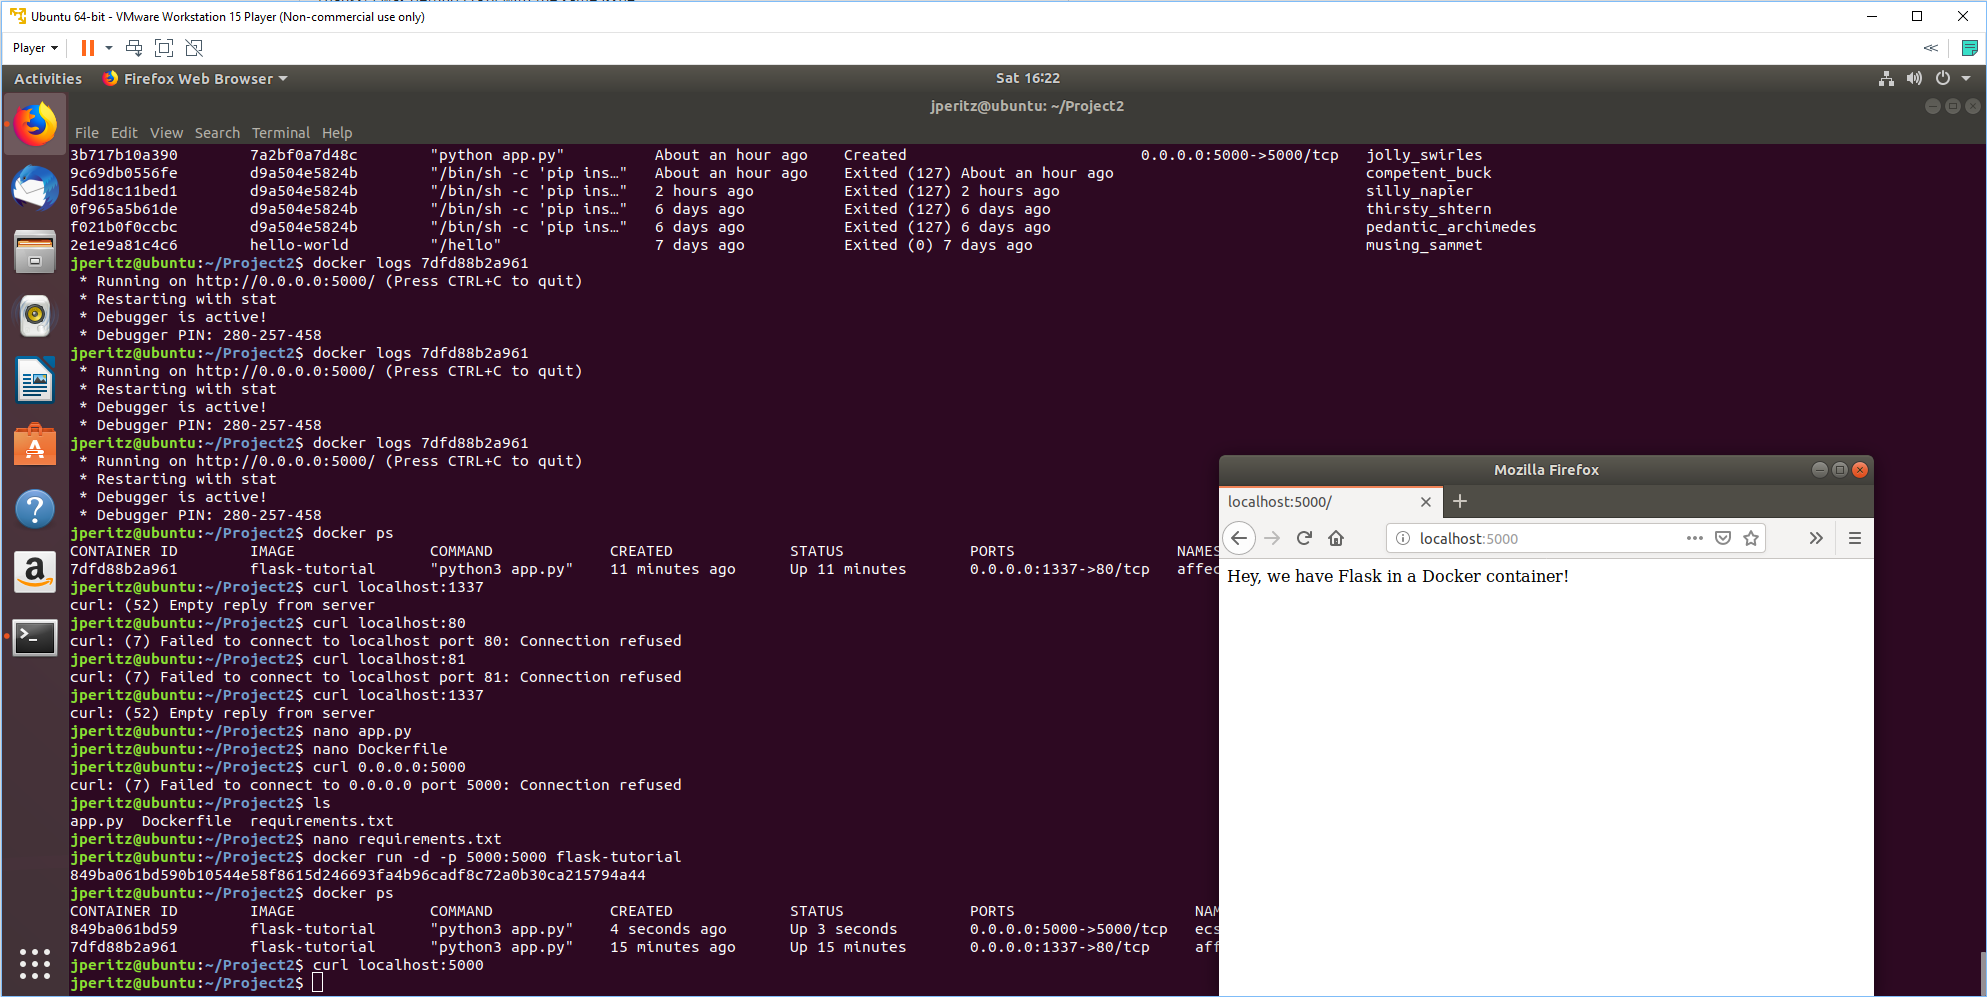 Ubuntu 64-bit - VMware Workstation 15 Player (Non-commercial use only)
Player
Activities Firefox Web Browser Sat 16:22
jperitz@ubuntu: ~/Project2
File Edit View Search Terminal Help
3b717b10a390 7a2bf0a7d48c "python app.py" About an hour ago Created 0.0.0.0:5000->5000/tcp jolly_swirles
9c69db0556fe d9a504e5824b "/bin/sh -c 'pip ins…" About an hour ago Exited (127) About an hour ago competent_buck
5dd18c11bed1 d9a504e5824b "/bin/sh -c 'pip ins…" 2 hours ago Exited (127) 2 hours ago silly_napier
0f965a5b61de d9a504e5824b "/bin/sh -c 'pip ins…" 6 days ago Exited (127) 6 days ago thirsty_shtern
f021b0f0ccbc d9a504e5824b "/bin/sh -c 'pip ins…" 6 days ago Exited (127) 6 days ago pedantic_archimedes
2e1e9a81c4c6 hello-world "/hello" 7 days ago Exited (0) 7 days ago musing_sammet
jperitz@ubuntu:~/Project2$ docker logs 7dfd88b2a961
* Running on http://0.0.0.0:5000/ (Press CTRL+C to quit)
* Restarting with stat
* Debugger is active!
* Debugger PIN: 280-257-458
jperitz@ubuntu:~/Project2$ docker logs 7dfd88b2a961
* Running on http://0.0.0.0:5000/ (Press CTRL+C to quit)
* Restarting with stat
* Debugger is active!
* Debugger PIN: 280-257-458
jperitz@ubuntu:~/Project2$ docker logs 7dfd88b2a961
* Running on http://0.0.0.0:5000/ (Press CTRL+C to quit)
* Restarting with stat
* Debugger is active!
* Debugger PIN: 280-257-458
jperitz@ubuntu:~/Project2$ docker ps
CONTAINER ID IMAGE COMMAND CREATED STATUS PORTS NAMES
7dfd88b2a961 flask-tutorial "python3 app.py" 11 minutes ago Up 11 minutes 0.0.0.0:1337->80/tcp affec
jperitz@ubuntu:~/Project2$ curl localhost:1337
curl: (52) Empty reply from server
jperitz@ubuntu:~/Project2$ curl localhost:80
curl: (7) Failed to connect to localhost port 80: Connection refused
jperitz@ubuntu:~/Project2$ curl localhost:81
curl: (7) Failed to connect to localhost port 81: Connection refused
jperitz@ubuntu:~/Project2$ curl localhost:1337
curl: (52) Empty reply from server
jperitz@ubuntu:~/Project2$ nano app.py
jperitz@ubuntu:~/Project2$ nano Dockerfile
jperitz@ubuntu:~/Project2$ curl 0.0.0.0:5000
curl: (7) Failed to connect to 0.0.0.0 port 5000: Connection refused
jperitz@ubuntu:~/Project2$ ls
app.py Dockerfile requirements.txt
jperitz@ubuntu:~/Project2$ nano requirements.txt
jperitz@ubuntu:~/Project2$ docker run -d -p 5000:5000 flask-tutorial
849ba061bd590b10544e58f8615d246693fa4b96cadf8c72a0b30ca215794a44
jperitz@ubuntu:~/Project2$ docker ps
CONTAINER ID IMAGE COMMAND CREATED STATUS PORTS NAM
849ba061bd59 flask-tutorial "python3 app.py" 4 seconds ago Up 3 seconds 0.0.0.0:5000->5000/tcp ecs
7dfd88b2a961 flask-tutorial "python3 app.py" 15 minutes ago Up 15 minutes 0.0.0.0:1337->80/tcp aff
jperitz@ubuntu:~/Project2$ curl localhost:5000
jperitz@ubuntu:~/Project2$
Mozilla Firefox
localhost:5000/
localhost:5000
Hey, we have Flask in a Docker container!